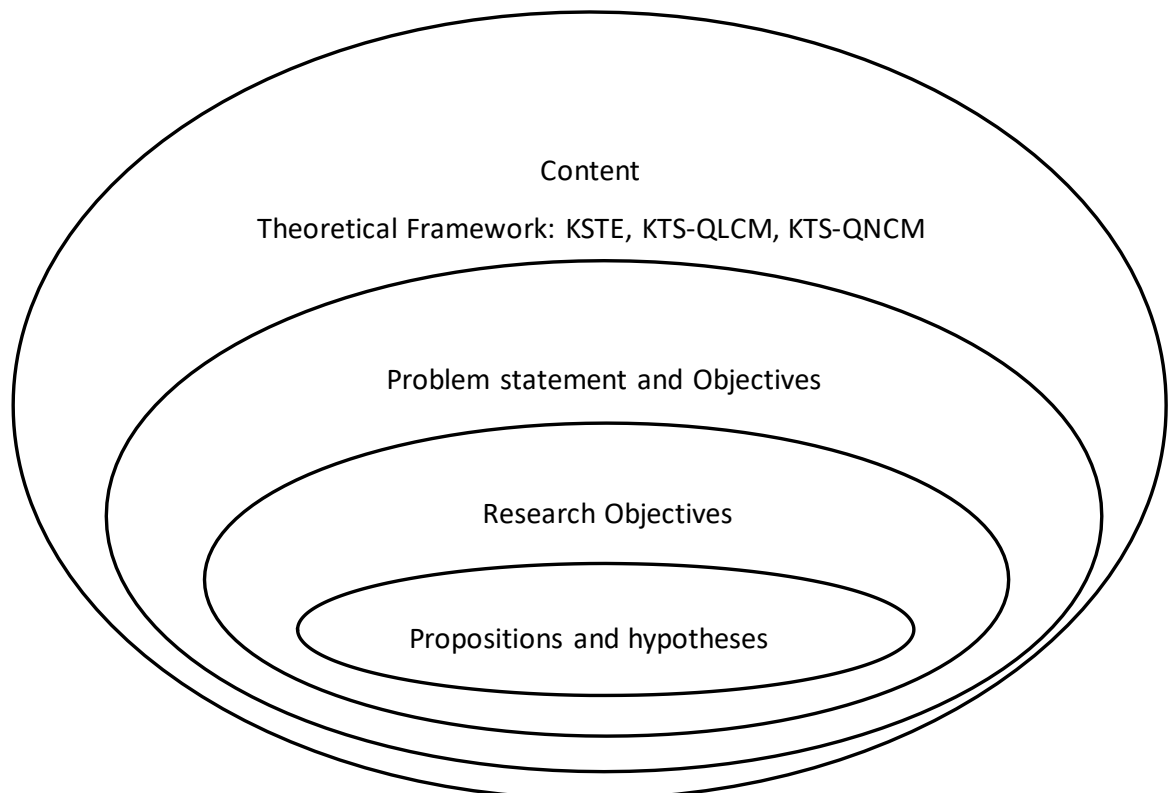 Content
Theoretical Framework: KSTE, KTS-QLCM, KTS-QNCM
Problem statement and Objectives
Research Objectives
Propositions and hypotheses